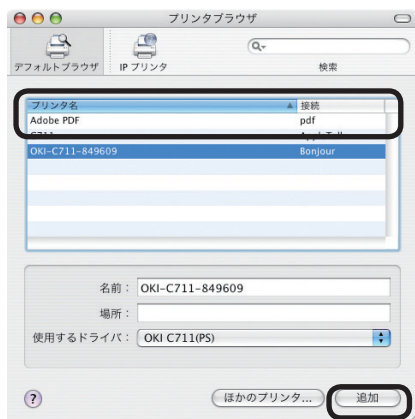 プリンタブラウザ
デフォルトブラウザ IP プリンタ 検索
プリンタ名 接続
Adobe PDF pdf
C711 AppleTalk
OKI-C711-849609 Bonjour
名前： OKI-C711-849609
場所：
使用するドライバ： OKI C711(PS)
? ほかのプリンタ... 追加